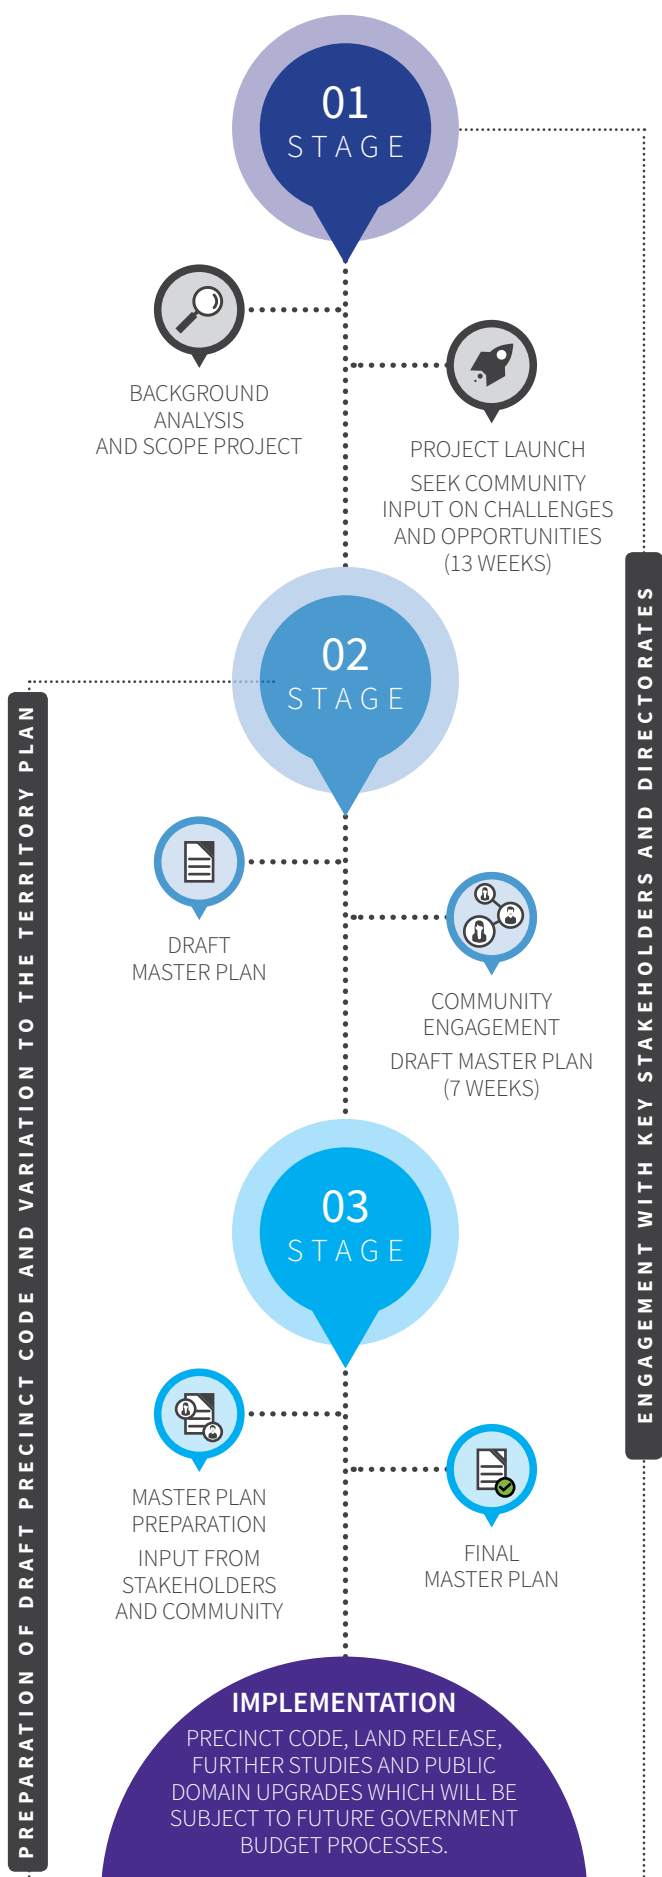 01
STAGE
BACKGROUND
ANALYSIS
AND SCOPE PROJECT
PROJECT LAUNCH
SEEK COMMUNITY
INPUT ON CHALLENGES
AND OPPORTUNITIES
(13 WEEKS)
02
STAGE
DRAFT
MASTER PLAN
COMMUNITY
ENGAGEMENT
DRAFT MASTER PLAN
(7 WEEKS)
03
STAGE
MASTER PLAN
PREPARATION
INPUT FROM
STAKEHOLDERS
AND COMMUNITY
FINAL
MASTER PLAN
IMPLEMENTATION
PRECINCT CODE, LAND RELEASE,
FURTHER STUDIES AND PUBLIC
DOMAIN UPGRADES WHICH WILL BE
SUBJECT TO FUTURE GOVERNMENT
BUDGET PROCESSES.
PREPARATION OF DRAFT PRECINCT CODE AND VARIATION TO THE TERRITORY PLAN
ENGAGEMENT WITH KEY STAKEHOLDERS AND DIRECTORATES